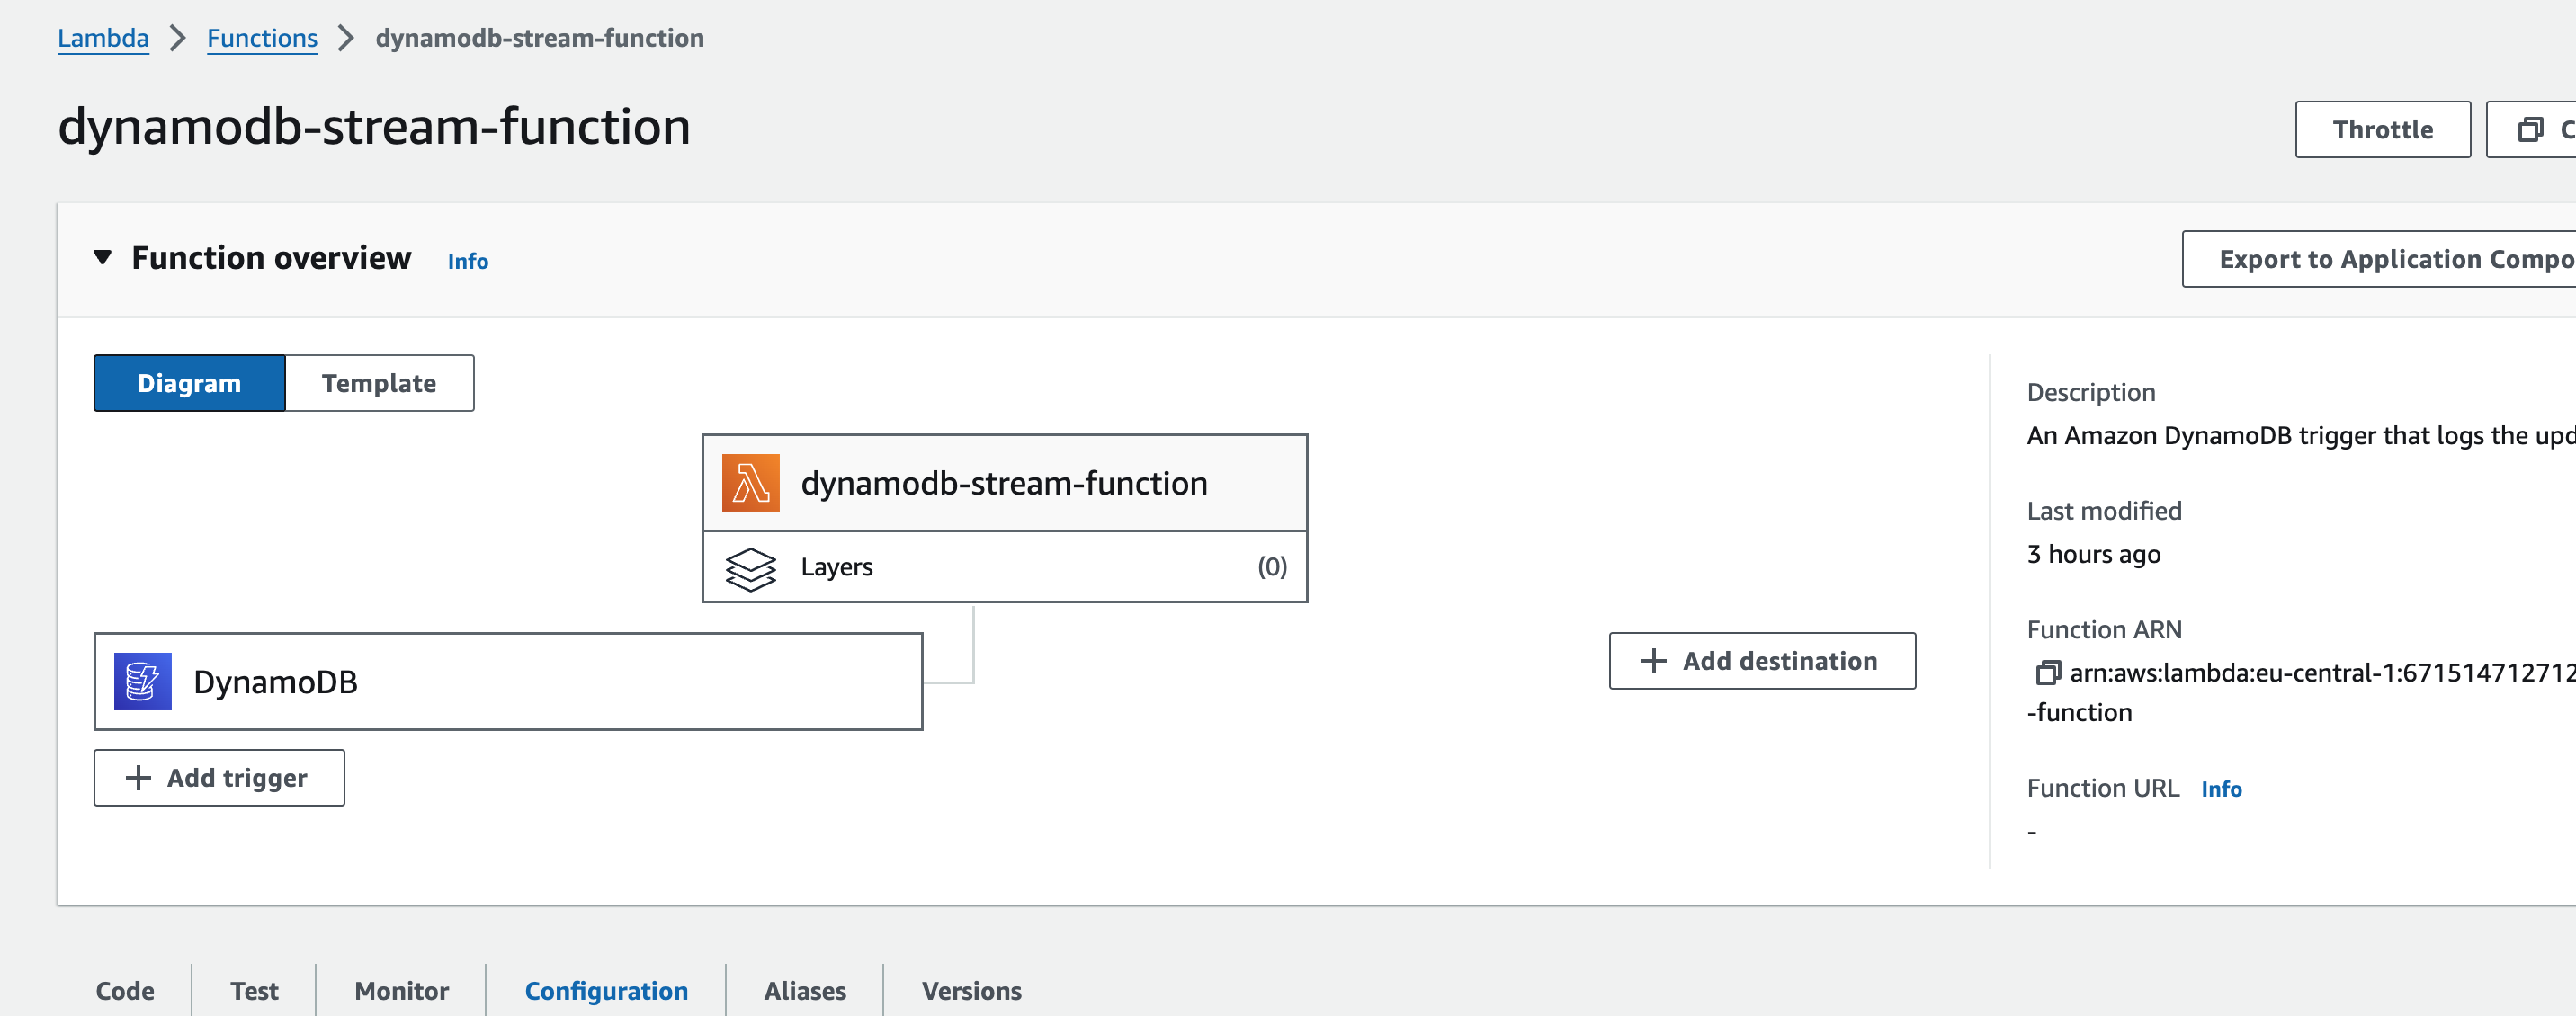 Lambda > Functions > dynamodb-stream-function
dynamodb-stream-function
Throttle
Function overview Info
Export to Application
Diagram Template
dynamodb-stream-function
Layers (0)
DynamoDB
+ Add trigger
+ Add destination
Description
An Amazon DynamoDB trigger that logs the
Last modified
3 hours ago
Function ARN
arn:aws:lambda:eu-central-1:671514712712
-function
Function URL Info
-
Code Test Monitor Configuration Aliases Versions